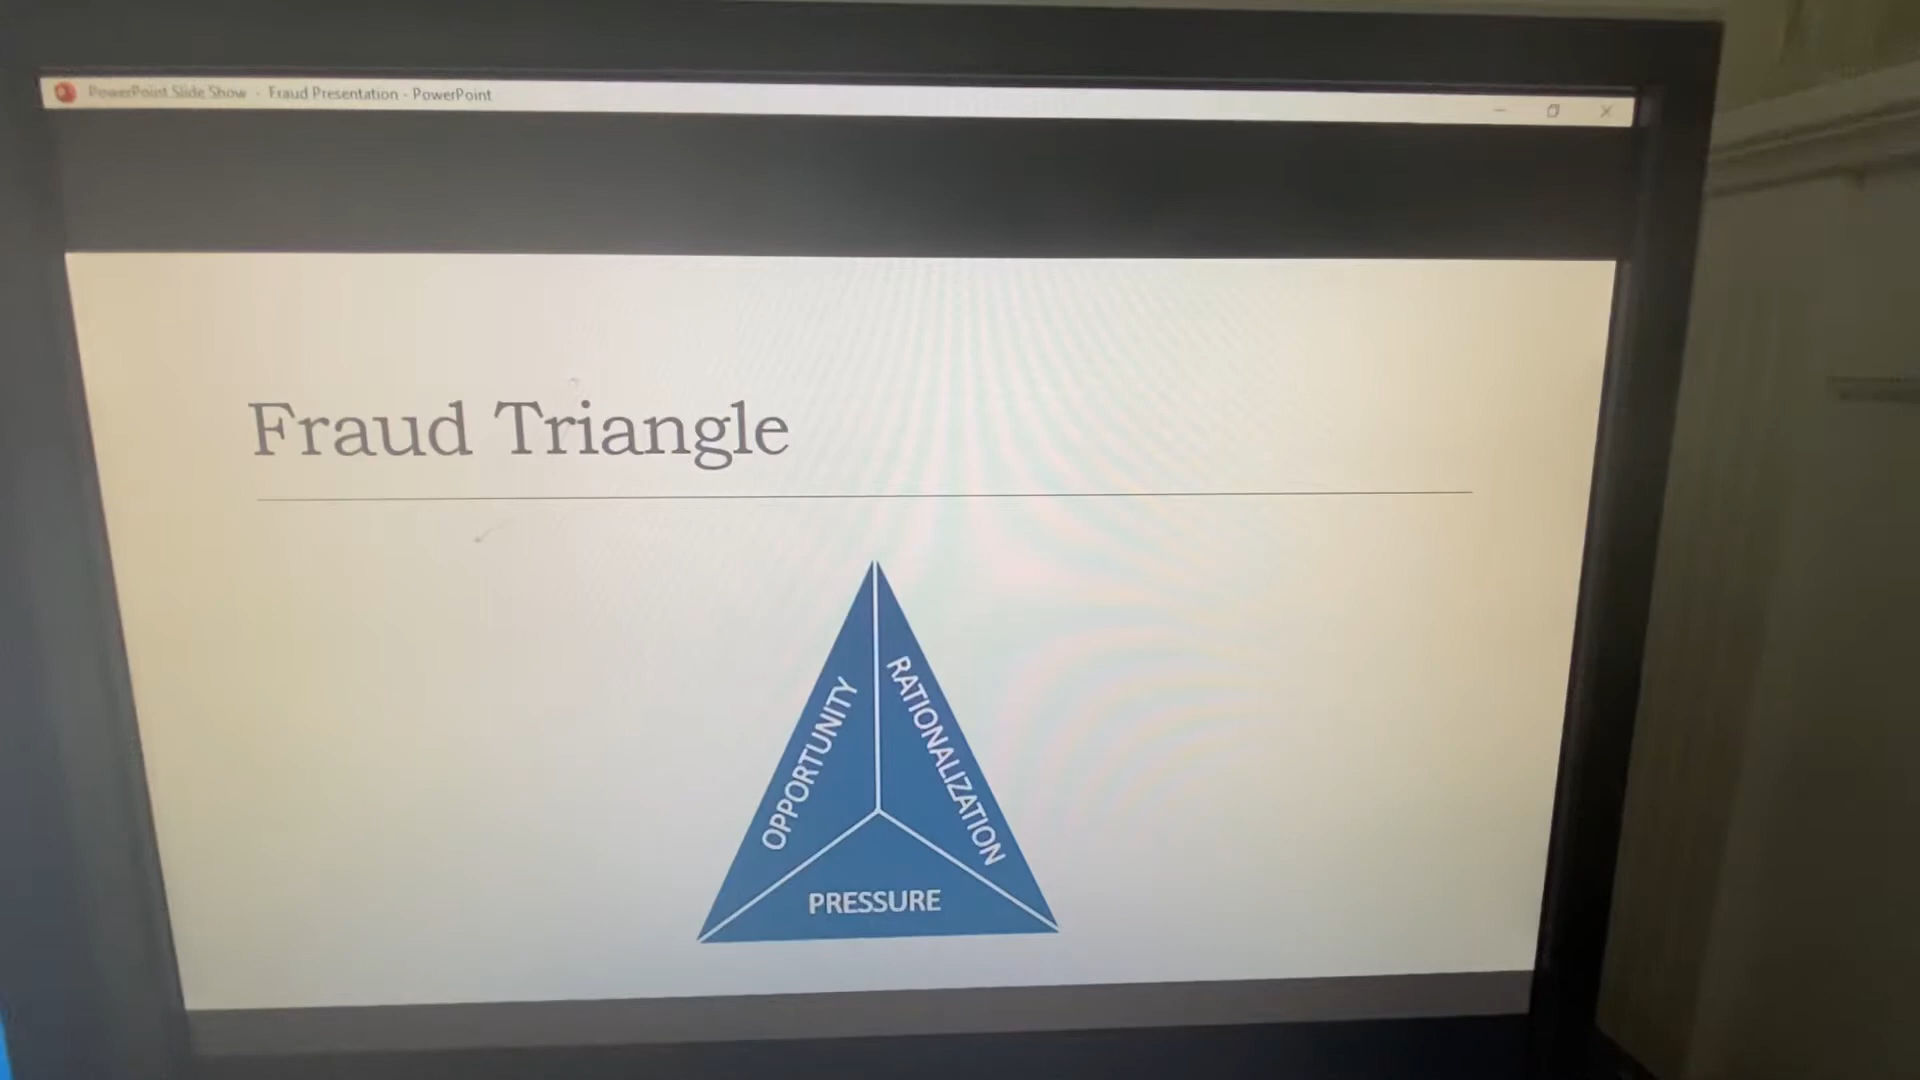 PowerPoint Slide Show - Fraud Presentation - PowerPoint
Fraud Triangle
OPPORTUNITY
RATIONALIZATION
PRESSURE